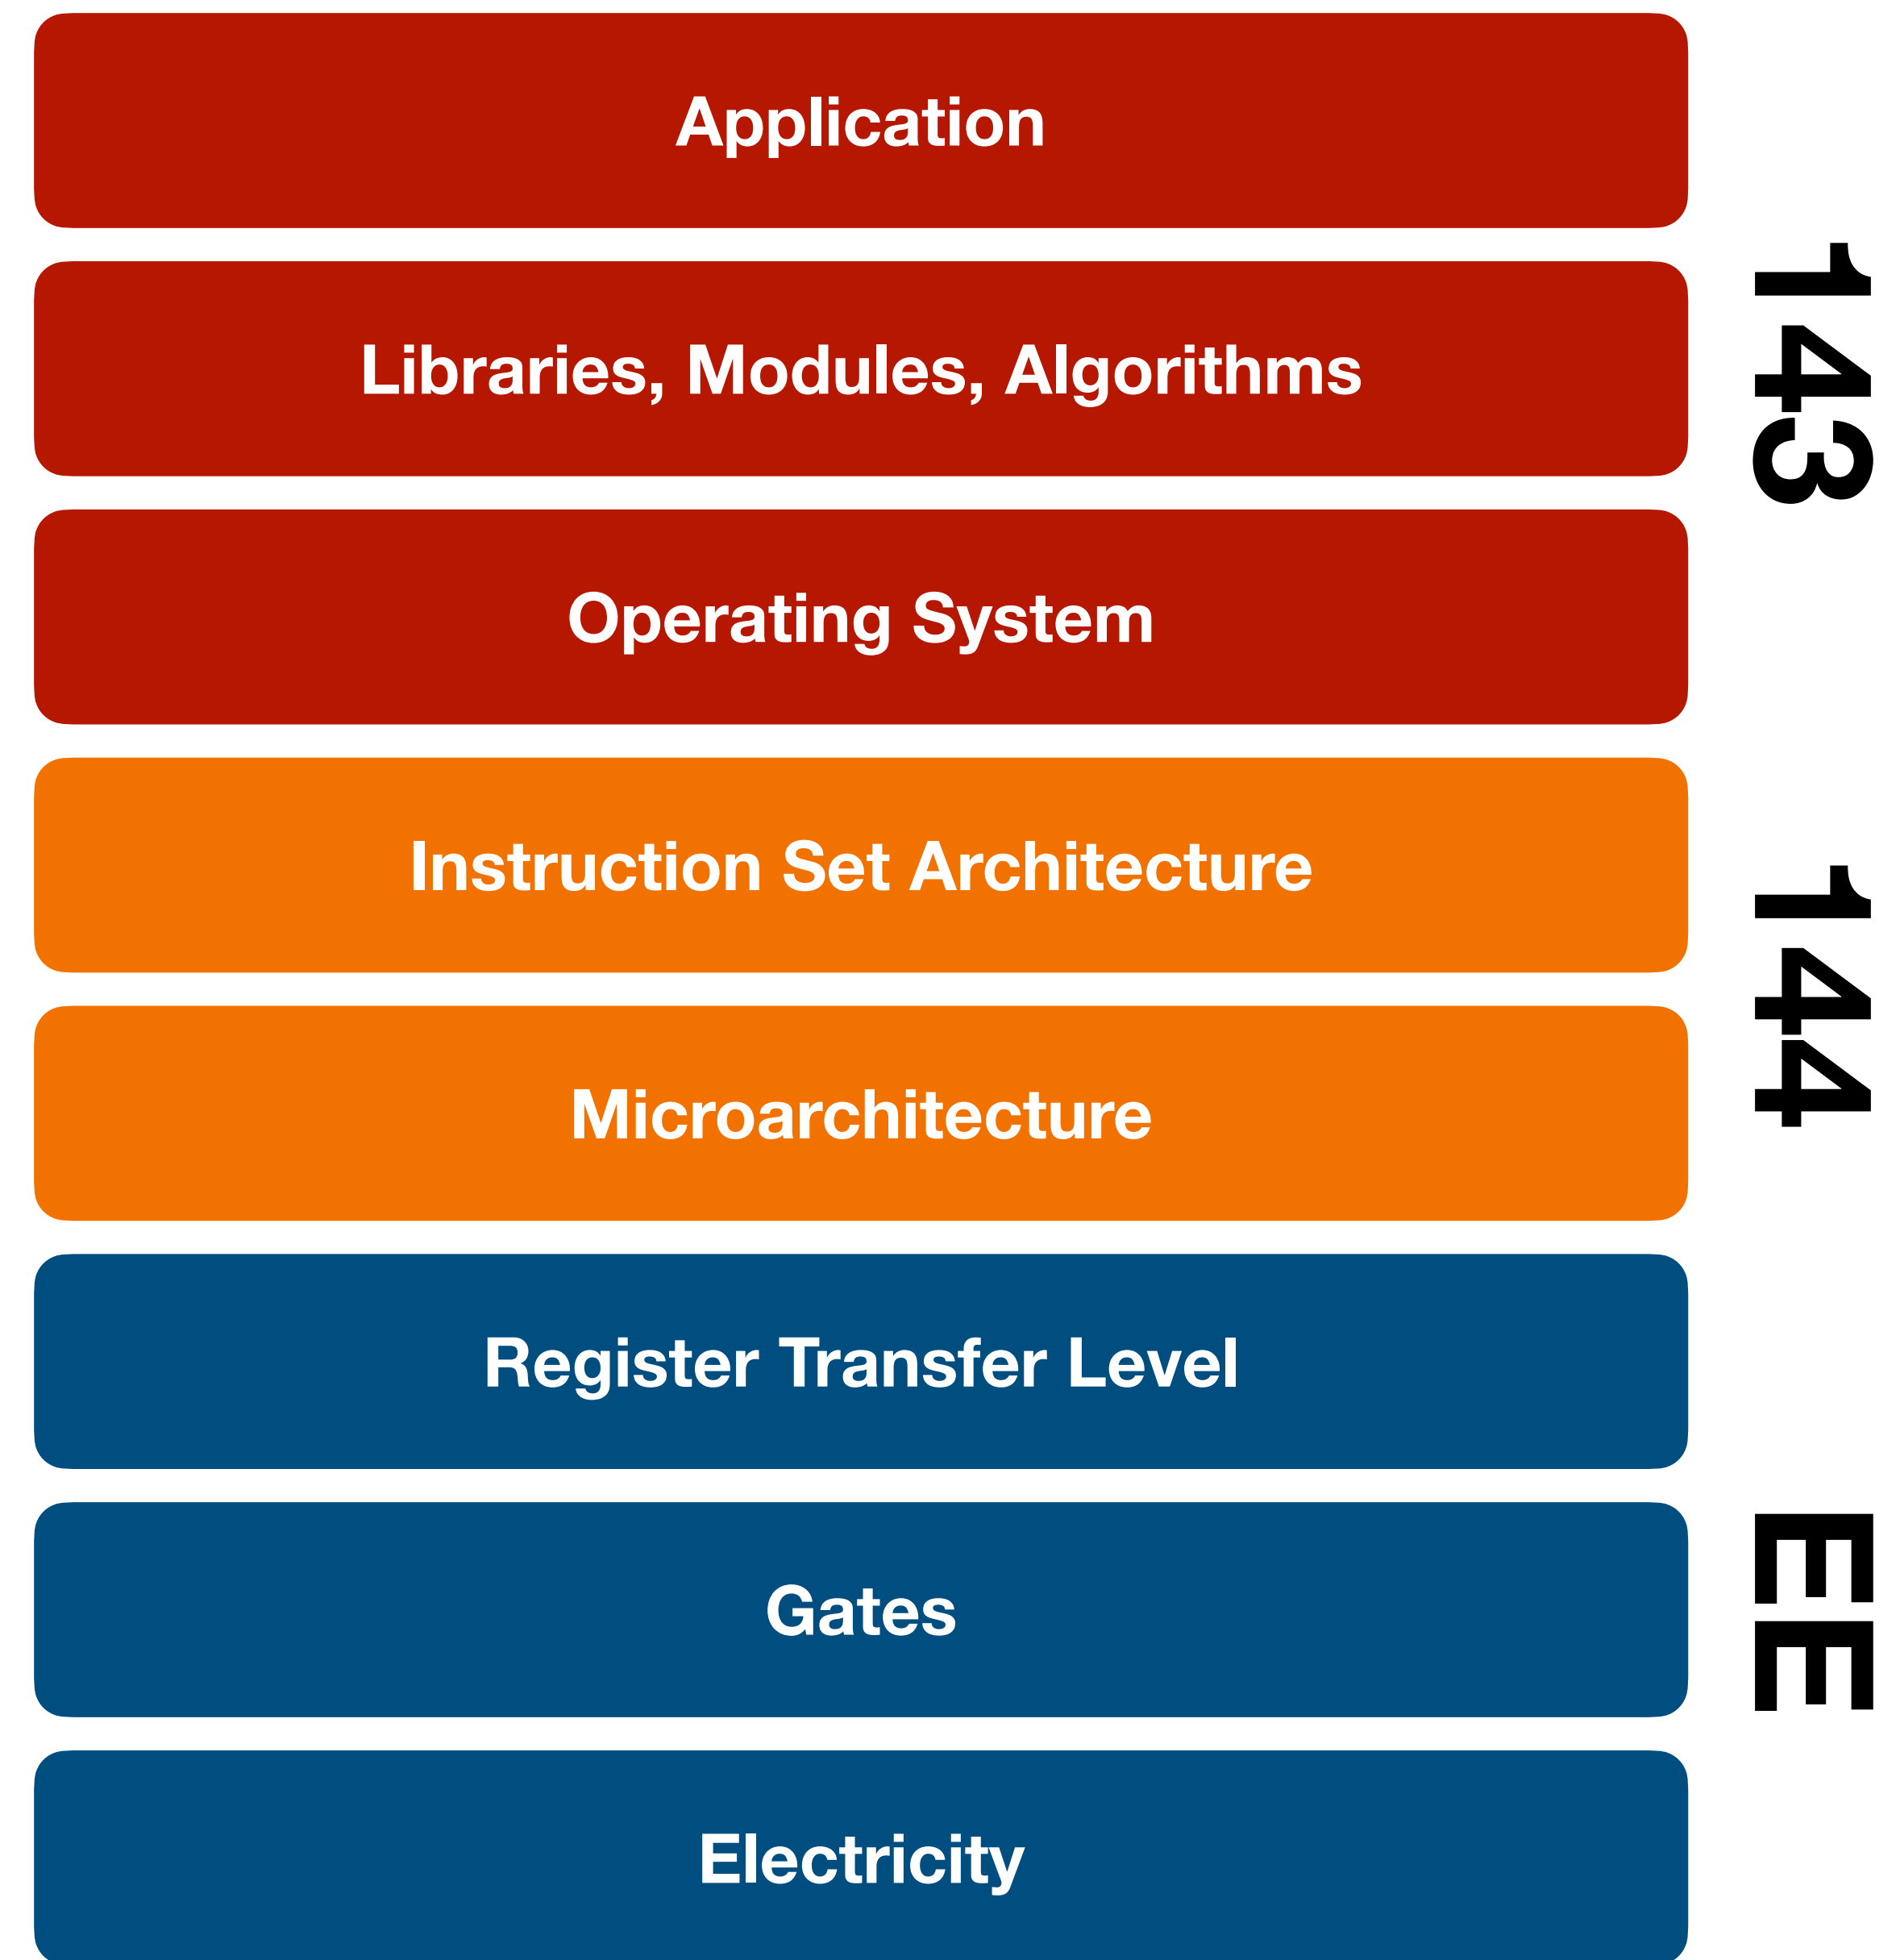 Application
Libraries, Modules, Algorithms
143
Operating System
Instruction Set Architecture
144
Microarchitecture
Register Transfer Level
Gates
EE
Electricity